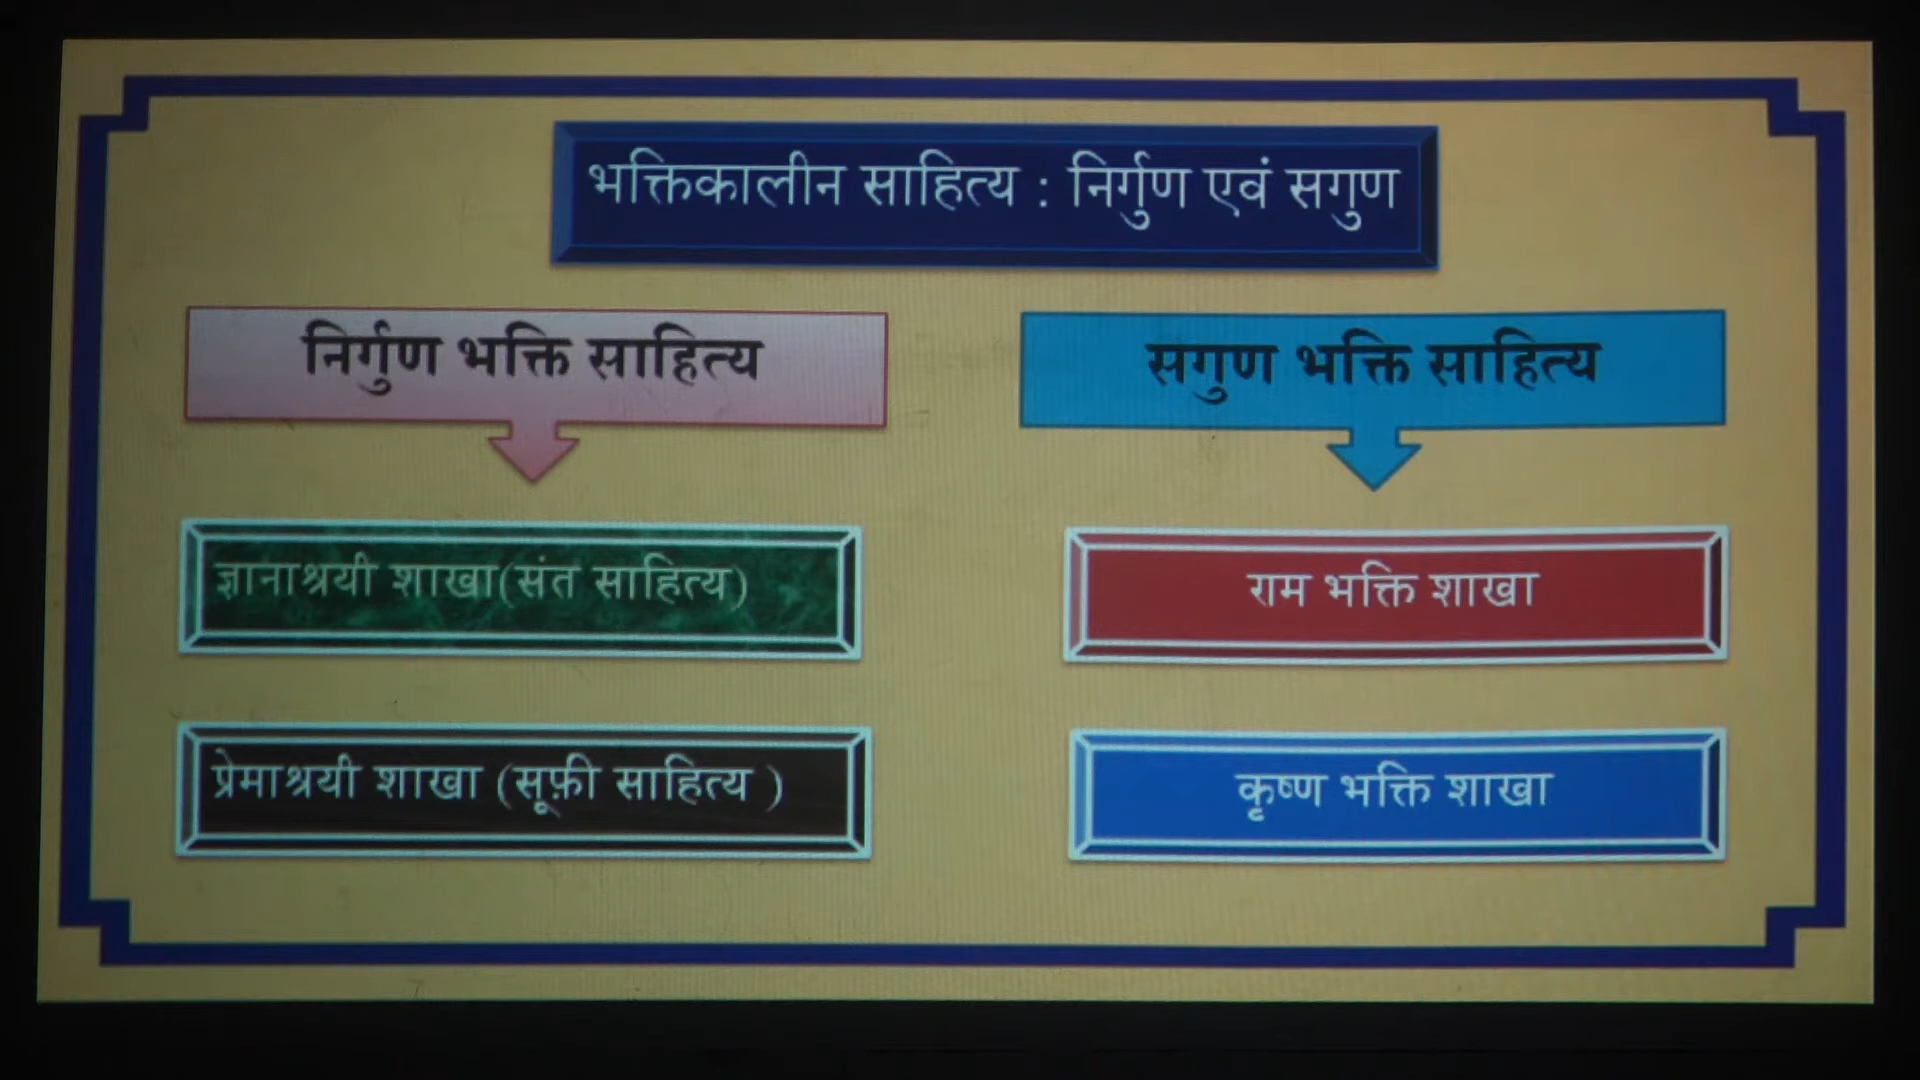 भक्तिकालीन साहित्य : निर्गुण एवं सगुण
निर्गुण भक्ति साहित्य
ज्ञानाश्रयी शाखा(संत साहित्य)
प्रेमाश्रयी शाखा (सूफ़ी साहित्य )
सगुण भक्ति साहित्य
राम भक्ति शाखा
कृष्ण भक्ति शाखा